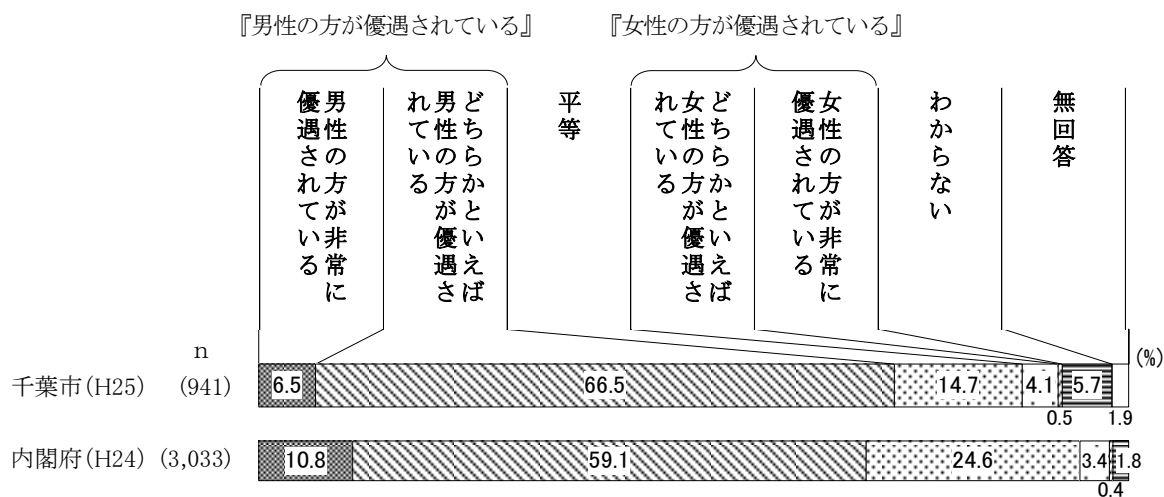 『男性の方が優遇されている』 『女性の方が優遇されている』
男性の方が非常に
優遇されている
どちらかといえば
男性の方が優遇さ
れている
平等
どちらかといえば
女性の方が優遇さ
れている
女性の方が非常に
優遇されている
わからない
無回答
n
(%)
千葉市(H25) (941) 6.5 66.5 14.7 4.1 5.7
0.5 1.9
内閣府(H24) (3,033) 10.8 59.1 24.6 3.4 1.8
0.4